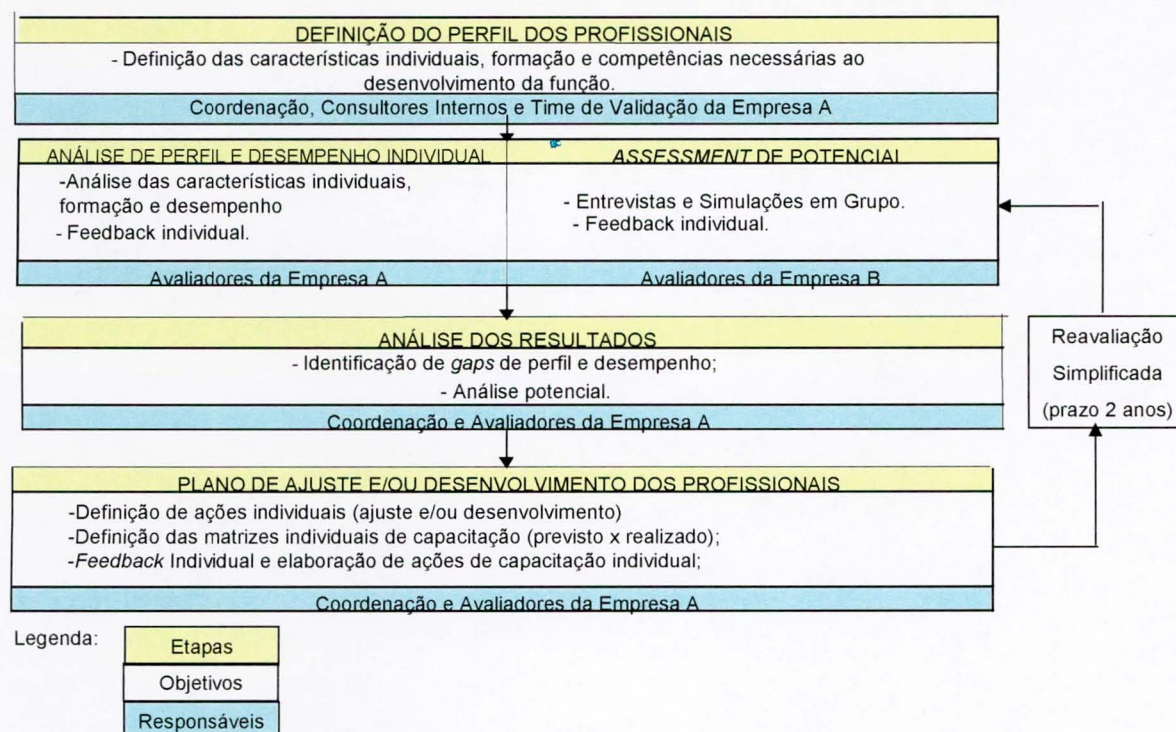 DEFINIÇÃO DO PERFIL DOS PROFISSIONAIS
- Definição das características individuais, formação e competências necessárias ao
desenvolvimento da função.
Coordenação, Consultores Internos e Time de Validação da Empresa A
ANÁLISE DE PERFIL E DESEMPENHO INDIVIDUAL
-Análise das características individuais,
formação e desempenho
- Feedback individual.
Avaliadores da Empresa A
ASSESSMENT DE POTENCIAL
- Entrevistas e Simulações em Grupo.
- Feedback individual.
Avaliadores da Empresa B
ANÁLISE DOS RESULTADOS
- Identificação de gaps de perfil e desempenho;
- Análise potencial.
Coordenação e Avaliadores da Empresa A
Reavaliação
Simplificada
(prazo 2 anos)
PLANO DE AJUSTE E/OU DESENVOLVIMENTO DOS PROFISSIONAIS
-Definição de ações individuais (ajuste e/ou desenvolvimento)
-Definição das matrizes individuais de capacitação (previsto x realizado);
-Feedback Individual e elaboração de ações de capacitação individual;
Coordenação e Avaliadores da Empresa A
Legenda:
Etapas
Objetivos
Responsáveis